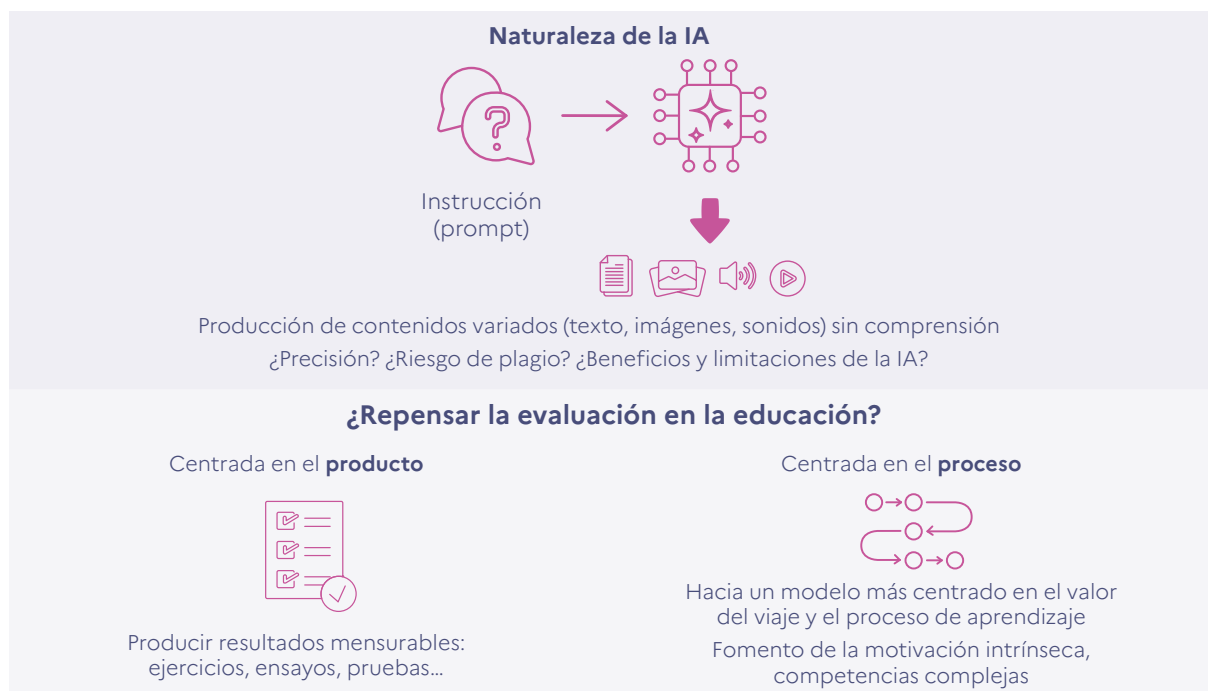 Naturaleza de la IA
Instrucción
(prompt)
Producción de contenidos variados (texto, imágenes, sonidos) sin comprensión
¿Precisión? ¿Riesgo de plagio? ¿Beneficios y limitaciones de la IA?
¿Repensar la evaluación en la educación?
Centrada en el producto
Producir resultados mensurables:
ejercicios, ensayos, pruebas...
Centrada en el proceso
Hacia un modelo más centrado en el valor
del viaje y el proceso de aprendizaje
Fomento de la motivación intrínseca,
competencias complejas